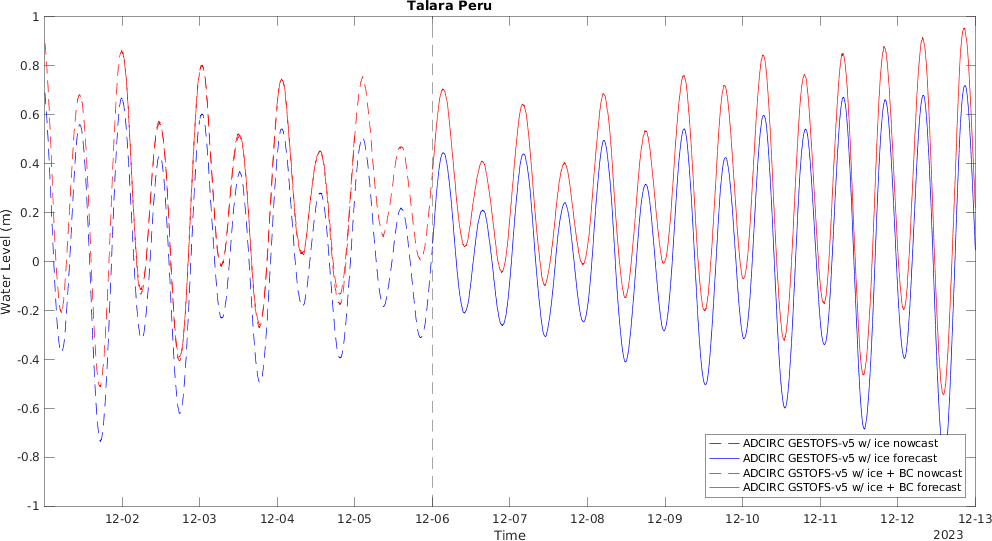 Talara Peru
Water Level (m)
1
0.8
0.6
0.4
0.2
0
-0.2
-0.4
-0.6
-0.8
-1
ADCIRC GESTOFS-v5 w/ ice nowcast
ADCIRC GESTOFS-v5 w/ ice forecast
ADCIRC GSTOFS-v5 w/ ice + BC nowcast
ADCIRC GSTOFS-v5 w/ ice + BC forecast
12-02 12-03 12-04 12-05 12-06 12-07 12-08 12-09 12-10 12-11 12-12 12-13
Time
2023